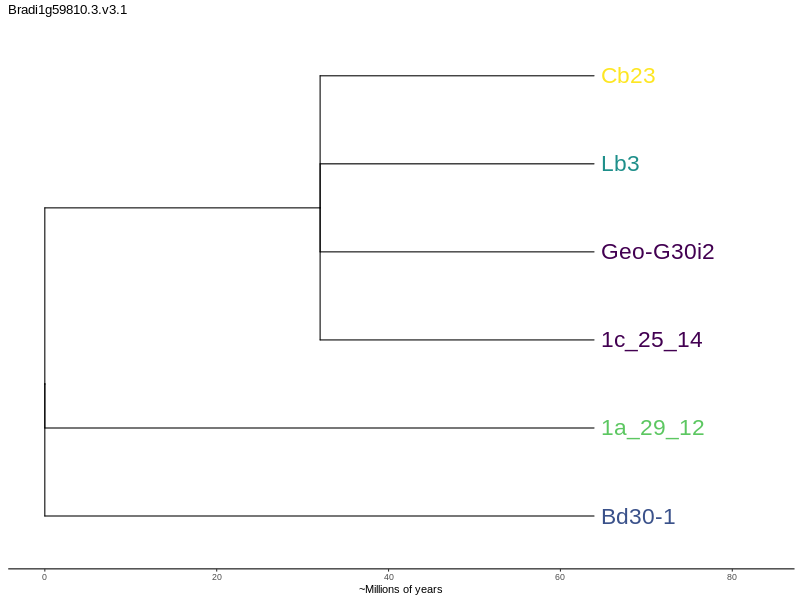 Bradi1g59810.3.v3.1
Cb23
Lb3
Geo-G30i2
1c_25_14
1a_29_12
Bd30-1
0 20 40 60 80
~Millions of years